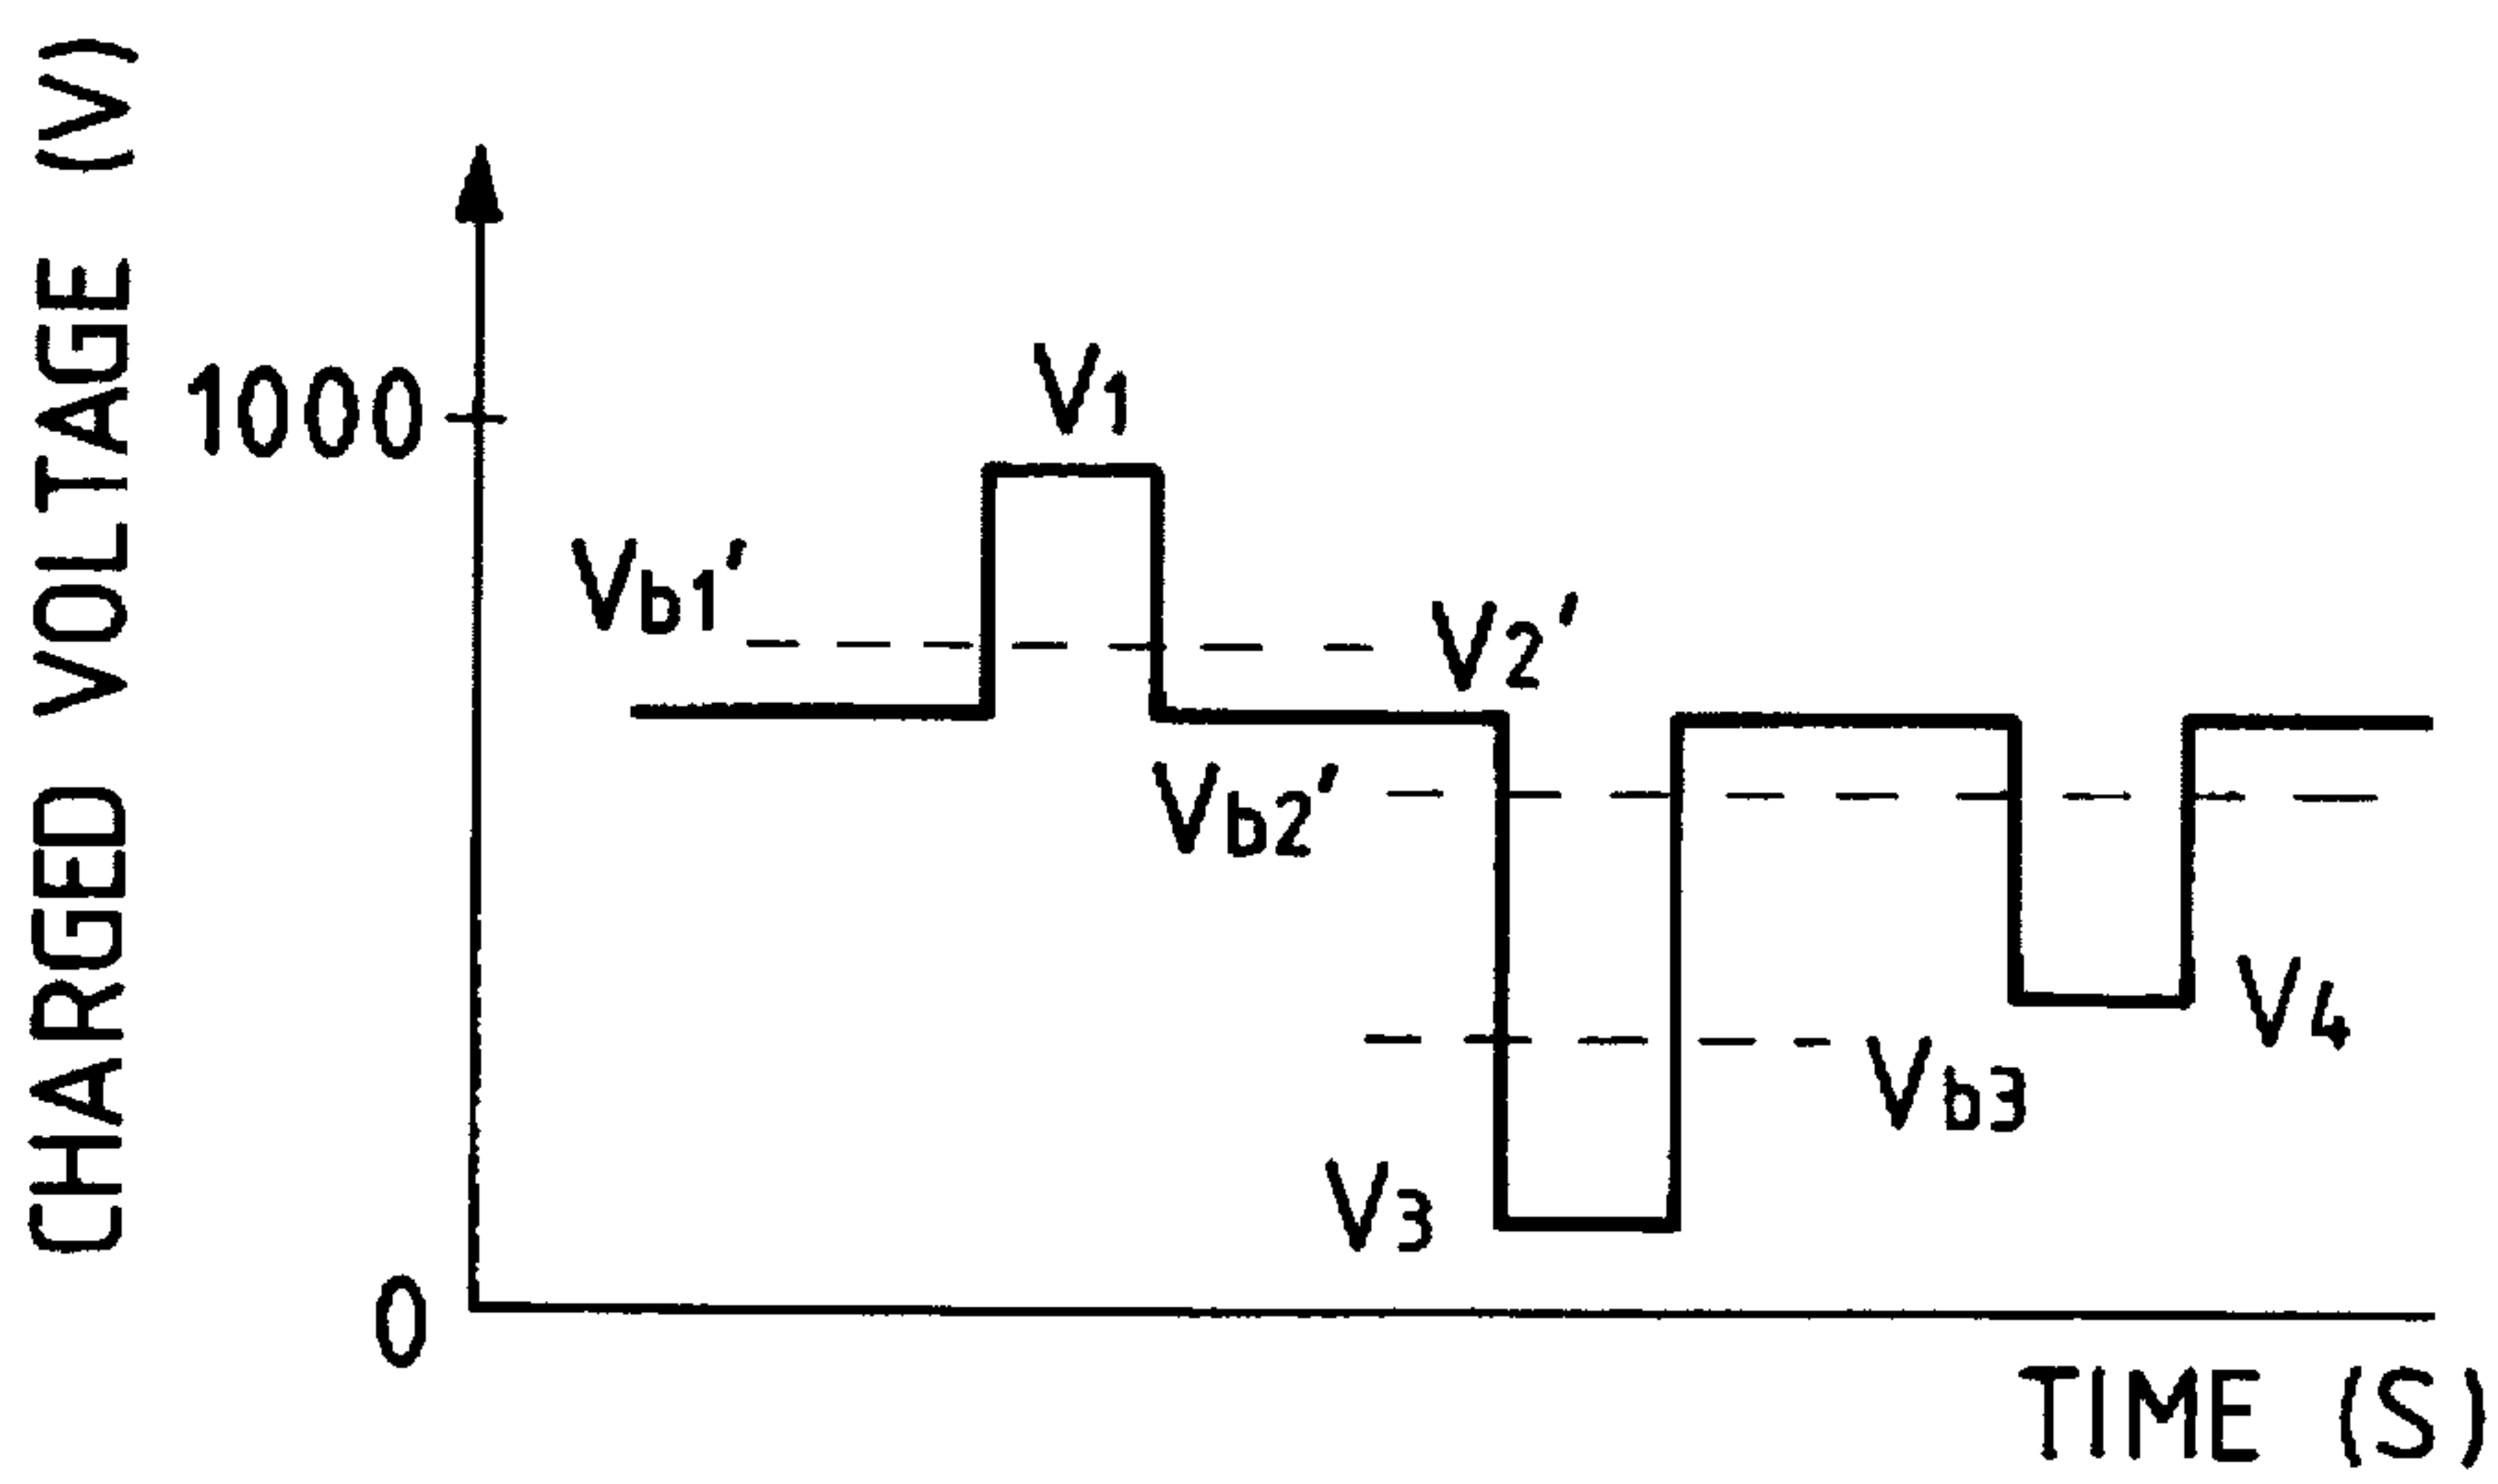 CHARGED VOLTAGE (V)
1000
V1
Vb1'
V2'
Vb2'
V4
Vb3
V3
0
TIME (S)